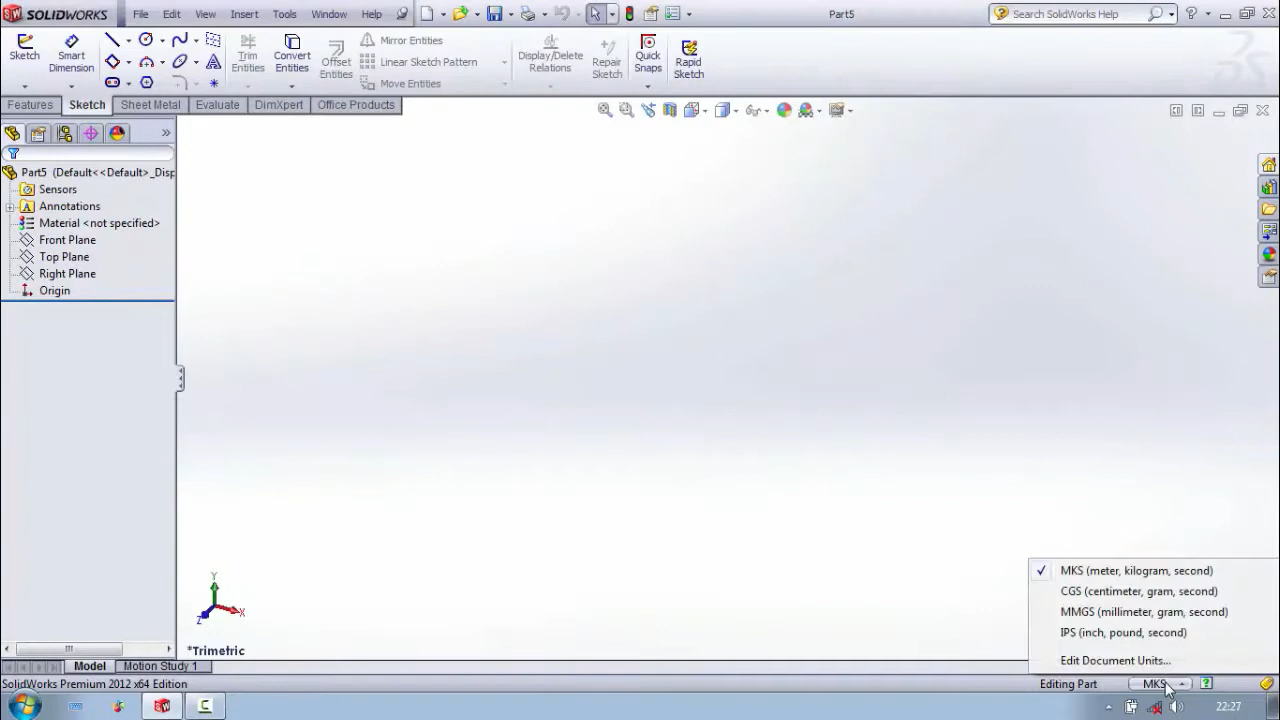 SOLIDWORKS File Edit View Insert Tools Window Help Part5 Search SolidWorks Help
Sketch Smart Dimension Trim Entities Convert Entities Offset Entities Mirror Entities Linear Sketch Pattern Move Entities Display/Delete Relations Repair Sketch Quick Snaps Rapid Sketch
Features Sketch Sheet Metal Evaluate DimXpert Office Products
Part5 (Default<<Default>_Disp
Sensors
Annotations
Material <not specified>
Front Plane
Top Plane
Right Plane
Origin
MKS (meter, kilogram, second)
CGS (centimeter, gram, second)
MMGS (millimeter, gram, second)
IPS (inch, pound, second)
Edit Document Units...
Y
X
Z
*Trimetric
Model Motion Study 1
SolidWorks Premium 2012 x64 Edition Editing Part MKS
22:27